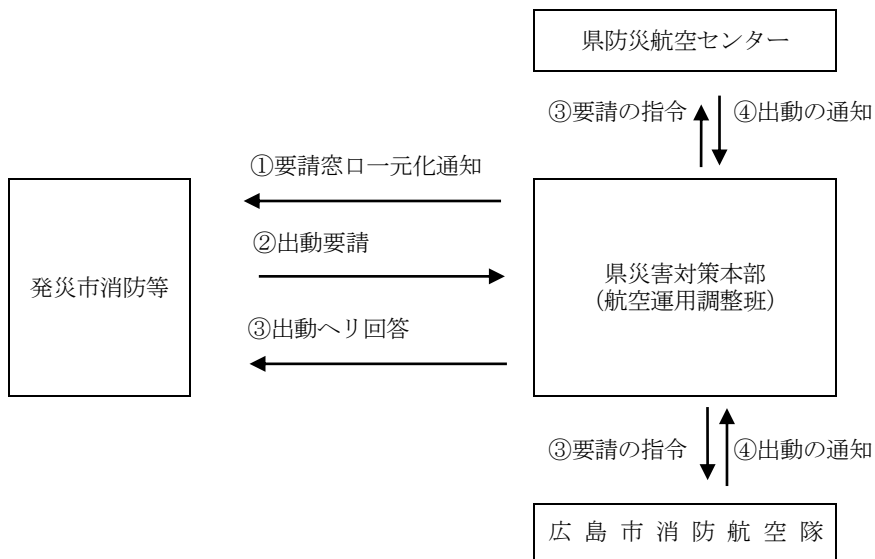 県防災航空センター
③要請の指令
④出動の通知
①要請窓口一元化通知
②出動要請
③出動ヘリ回答
発災市消防等
県災害対策本部
(航空運用調整班)
③要請の指令
④出動の通知
広島市消防航空隊